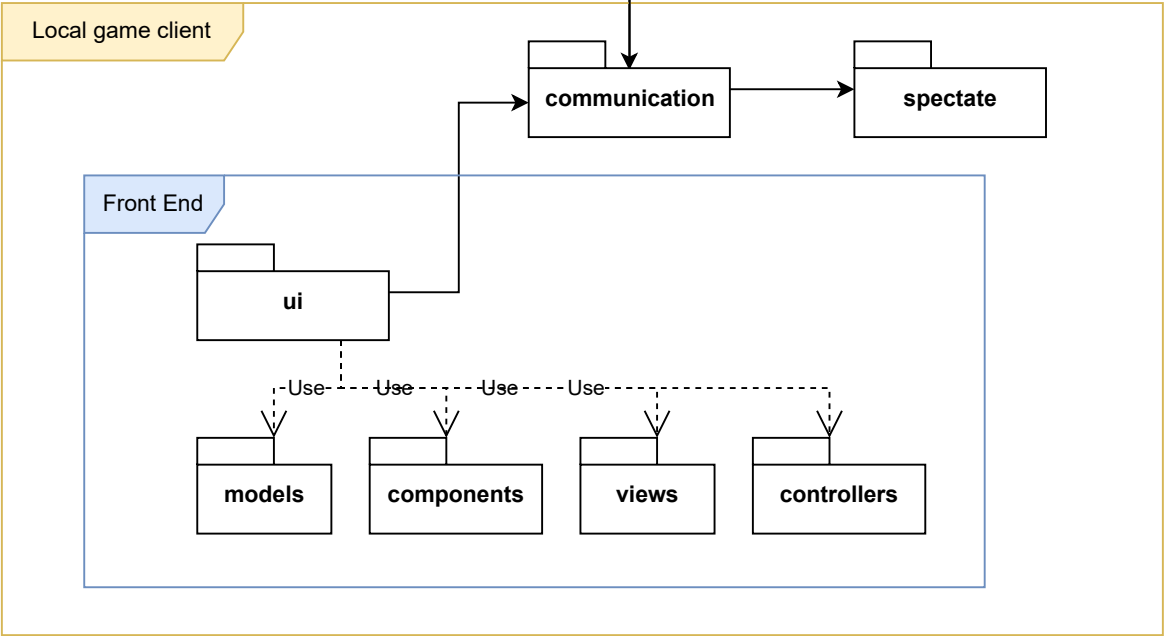 Local game client
communication
spectate
Front End
ui
Use
Use
Use
Use
models
components
views
controllers